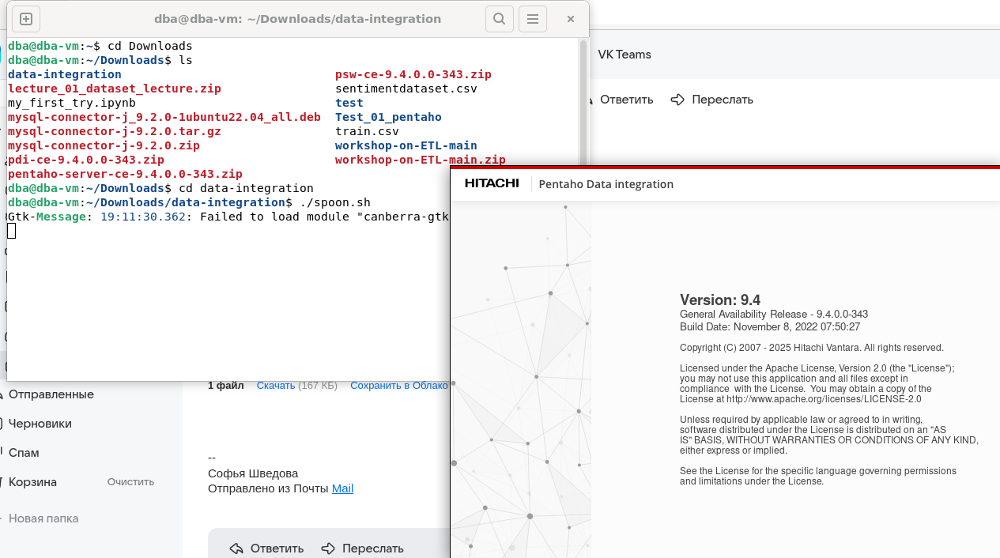 dba@dba-vm: ~/Downloads/data-integration
dba@dba-vm:~$ cd Downloads
dba@dba-vm:~/Downloads$ ls
data-integration psw-ce-9.4.0.0-343.zip
lecture_01_dataset_lecture.zip sentimentdataset.csv
my_first_try.ipynb test
mysql-connector-j_9.2.0-1ubuntu22.04_all.deb Test_01_pentaho
mysql-connector-j-9.2.0.tar.gz train.csv
mysql-connector-j-9.2.0.zip workshop-on-ETL-main
pdi-ce-9.4.0.0-343.zip workshop-on-ETL-main.zip
pentaho-server-ce-9.4.0.0-343.zip
dba@dba-vm:~/Downloads$ cd data-integration
dba@dba-vm:~/Downloads/data-integration$ ./spoon.sh
Gtk-Message: 19:11:30.362: Failed to load module "canberra-gtk
VK Teams
Ответить Переслать
HITACHI Pentaho Data integration
Version: 9.4
General Availability Release - 9.4.0.0-343
Build Date: November 8, 2022 07:50:27
Copyright (C) 2007 - 2025 Hitachi Vantara. All rights reserved.
Licensed under the Apache License, Version 2.0 (the "License");
you may not use this application and all files except in
compliance with the License. You may obtain a copy of the
License at http://www.apache.org/licenses/LICENSE-2.0
Unless required by applicable law or agreed to in writing,
software distributed under the License is distributed on an "AS
IS" BASIS, WITHOUT WARRANTIES OR CONDITIONS OF ANY KIND,
either express or implied.
See the License for the specific language governing permissions
and limitations under the License.
1 файл Скачать (167 КБ) Сохранить в Облако
Отправленные
Черновики
Спам
Корзина Очистить
Новая папка
--
Софья Шведова
Отправлено из Почты Mail
Ответить Переслать